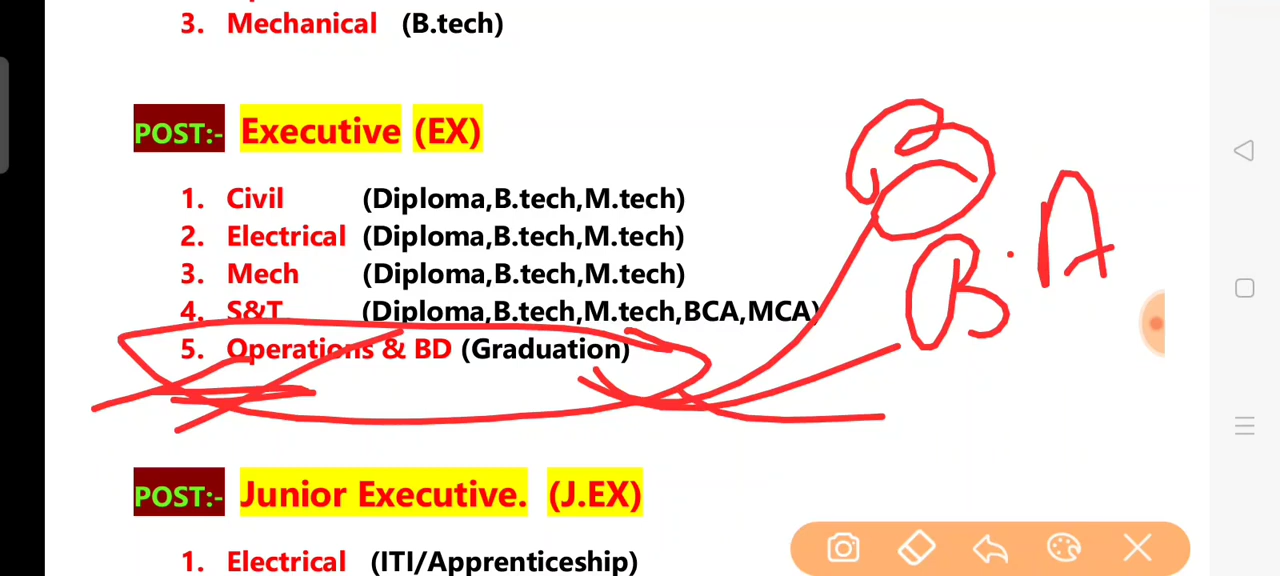 3. Mechanical (B.tech)
POST:- Executive (EX)
1. Civil (Diploma,B.tech,M.tech)
2. Electrical (Diploma,B.tech,M.tech)
3. Mech (Diploma,B.tech,M.tech)
4. S&T (Diploma,B.tech,M.tech,BCA,MCA)
5. Operations & BD (Graduation)
B.A
POST:- Junior Executive. (J.EX)
1. Electrical (ITI/Apprenticeship)